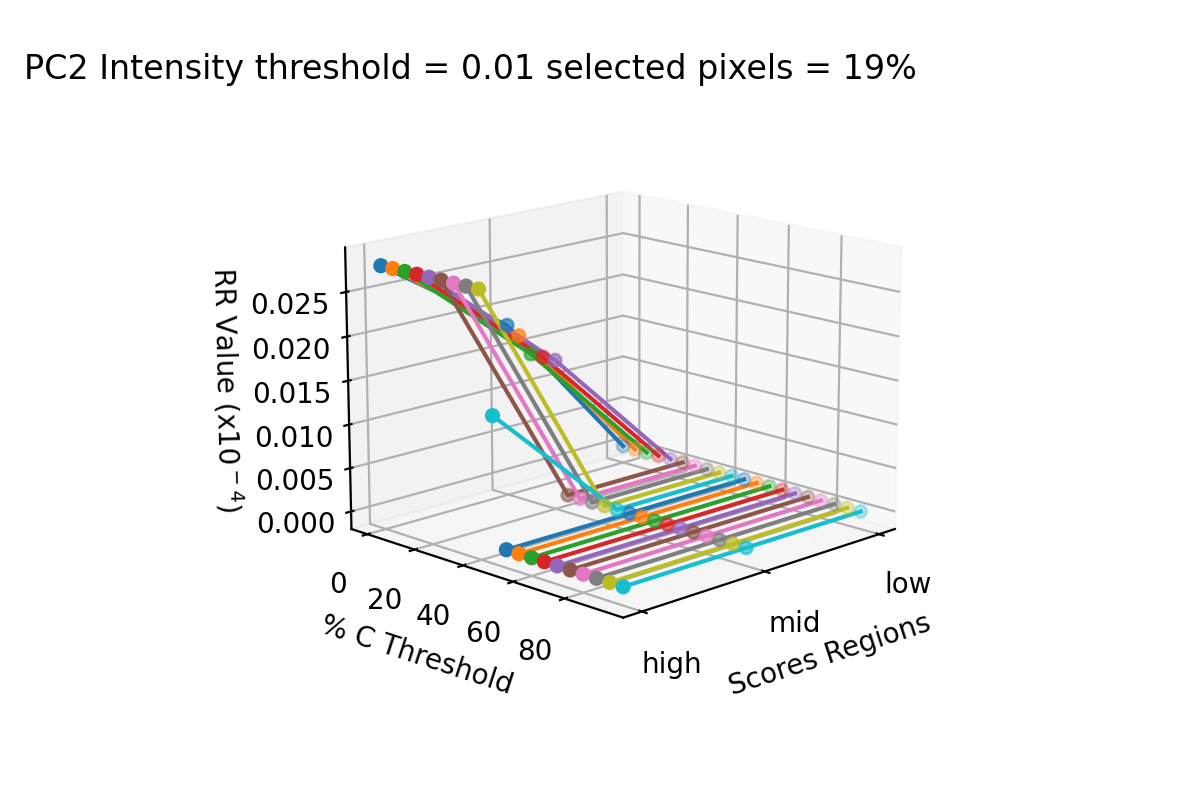 PC2 Intensity threshold = 0.01 selected pixels = 19%
RR Value (x10⁻⁴)
0.025
0.020
0.015
0.010
0.005
0.000
0
20
40
60
80
% C Threshold
high
mid
low
Scores Regions